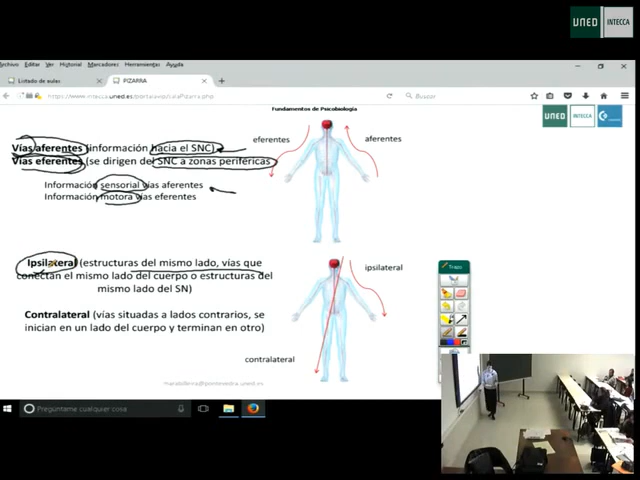 UNED
INTECCA
Archivo Editar Ver Historial Marcadores Herramientas Ayuda
Listado de aulas
PIZARRA
Buscar
Fundamentos de Psicobiología
UNED
INTECCA
Vías aferentes (información hacia el SNC)
Vías eferentes (se dirigen del SNC a zonas periféricas
Información sensorial vías aferentes
Información motora vías eferentes
eferentes
aferentes
Ipsilateral (estructuras del mismo lado, vías que
conectan el mismo lado del cuerpo o estructuras del
mismo lado del SN)
Contralateral (vías situadas a lados contrarios, se
inician en un lado del cuerpo y terminan en otro)
ipsilateral
contralateral
Trazo
Pregúntame cualquier cosa